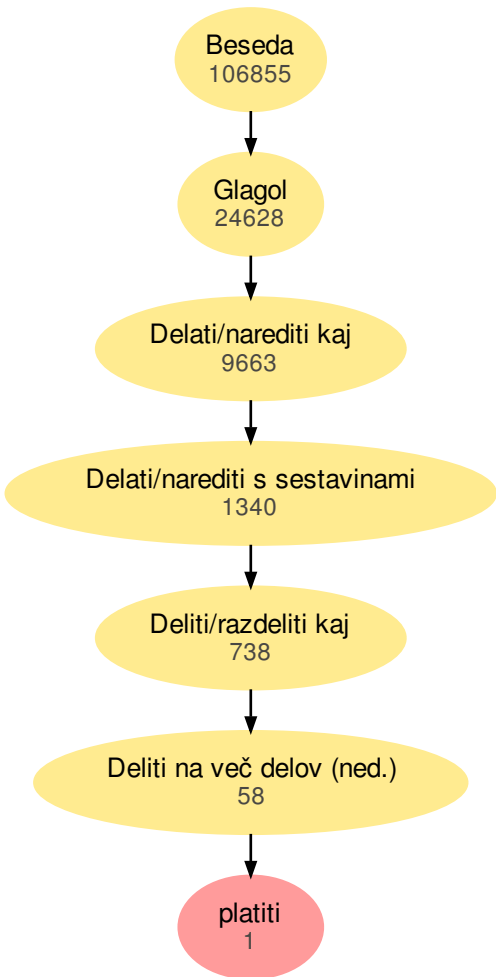 Beseda
106855
Glagol
24628
Delati/narediti kaj
9663
Delati/narediti s sestavinami
1340
Deliti/razdeliti kaj
738
Deliti na več delov (ned.)
58
platiti
1